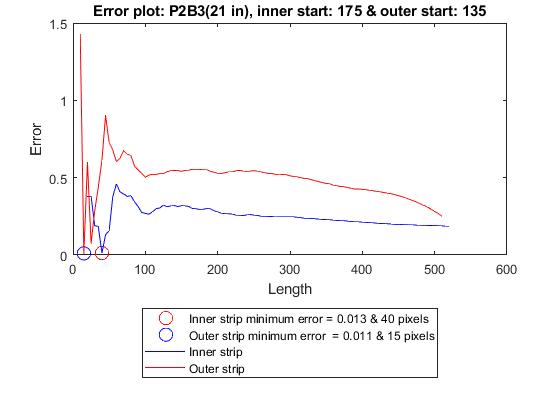 Error plot: P2B3(21 in), inner start: 175 & outer start: 135
1.5
1
0.5
0
Error
0 100 200 300 400 500 600
Length
Inner strip minimum error = 0.013 & 40 pixels
Outer strip minimum error  = 0.011 & 15 pixels
Inner strip
Outer strip